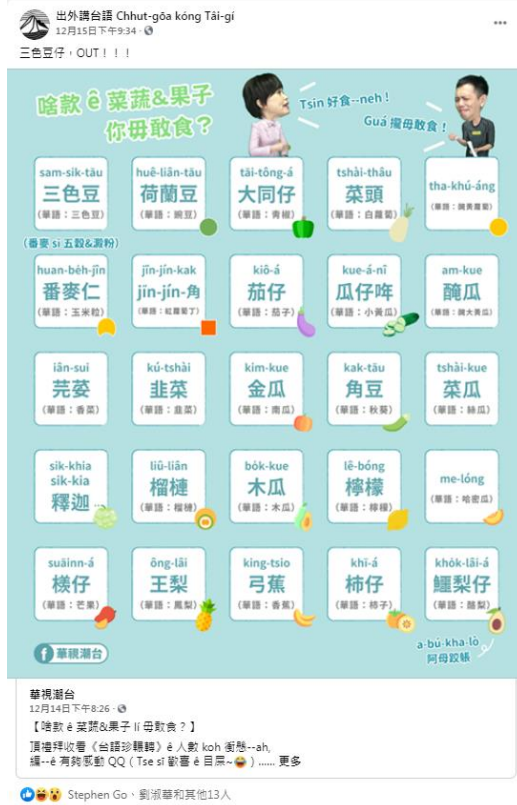 出外講台語 Chhut-gōa kóng Tâi-gí
12月15日下午9:34
三色豆仔，OUT！！！
啥款 ê 菜蔬&果子
你毋敢食？
Tsin 好食--neh！
Guá 攏毋敢食！
sam-sik-tāu
三色豆
(華語：三色豆)
huê-liân-tāu
荷蘭豆
(華語：豌豆)
tāi-tông-á
大同仔
(華語：青椒)
tshài-thâu
菜頭
(華語：白蘿蔔)
tha-khú-áng
(華語：醃黃蘿蔔)
(番麥 sī 五穀&澱粉)
huan-be̍h-jîn
番麥仁
(華語：玉米粒)
jîn-jín-kak
jîn-jín-角
(華語：紅蘿蔔丁)
kiô-á
茄仔
(華語：茄子)
kue-á-nî
瓜仔哖
(華語：小黃瓜)
am-kue
醃瓜
(華語：大黃瓜)
iân-sui
芫荽
(華語：香菜)
kú-tshài
韭菜
(華語：韭菜)
kim-kue
金瓜
(華語：南瓜)
kak-tāu
角豆
(華語：秋葵)
tshài-kue
菜瓜
(華語：絲瓜)
sik-khia
sik-kia
釋迦
liû-liân
榴槤
(華語：榴槤)
bo̍k-kue
木瓜
(華語：木瓜)
lê-bóng
檸檬
(華語：檸檬)
me-lóng
(華語：哈密瓜)
suāinn-á
檨仔
(華語：芒果)
ông-lâi
王梨
(華語：鳳梨)
king-tsio
弓蕉
(華語：香蕉)
khī-á
柿仔
(華語：柿子)
kho̍k-lâi-á
鱷梨仔
(華語：酪梨)
a-bú-kha-lò
阿母跤躼
華視潮台
華視潮台
12月14日下午8:26
【啥款 ê 菜蔬&果子 lí 毋敢食？】
頂禮拜收看《台語珍輾轉》ê 人數 koh 衝懸--ah,
編--ê 有夠感動 QQ（Tse sī 歡喜 ê 目屎~）...... 更多
Stephen Go、劉淑華和其他13人